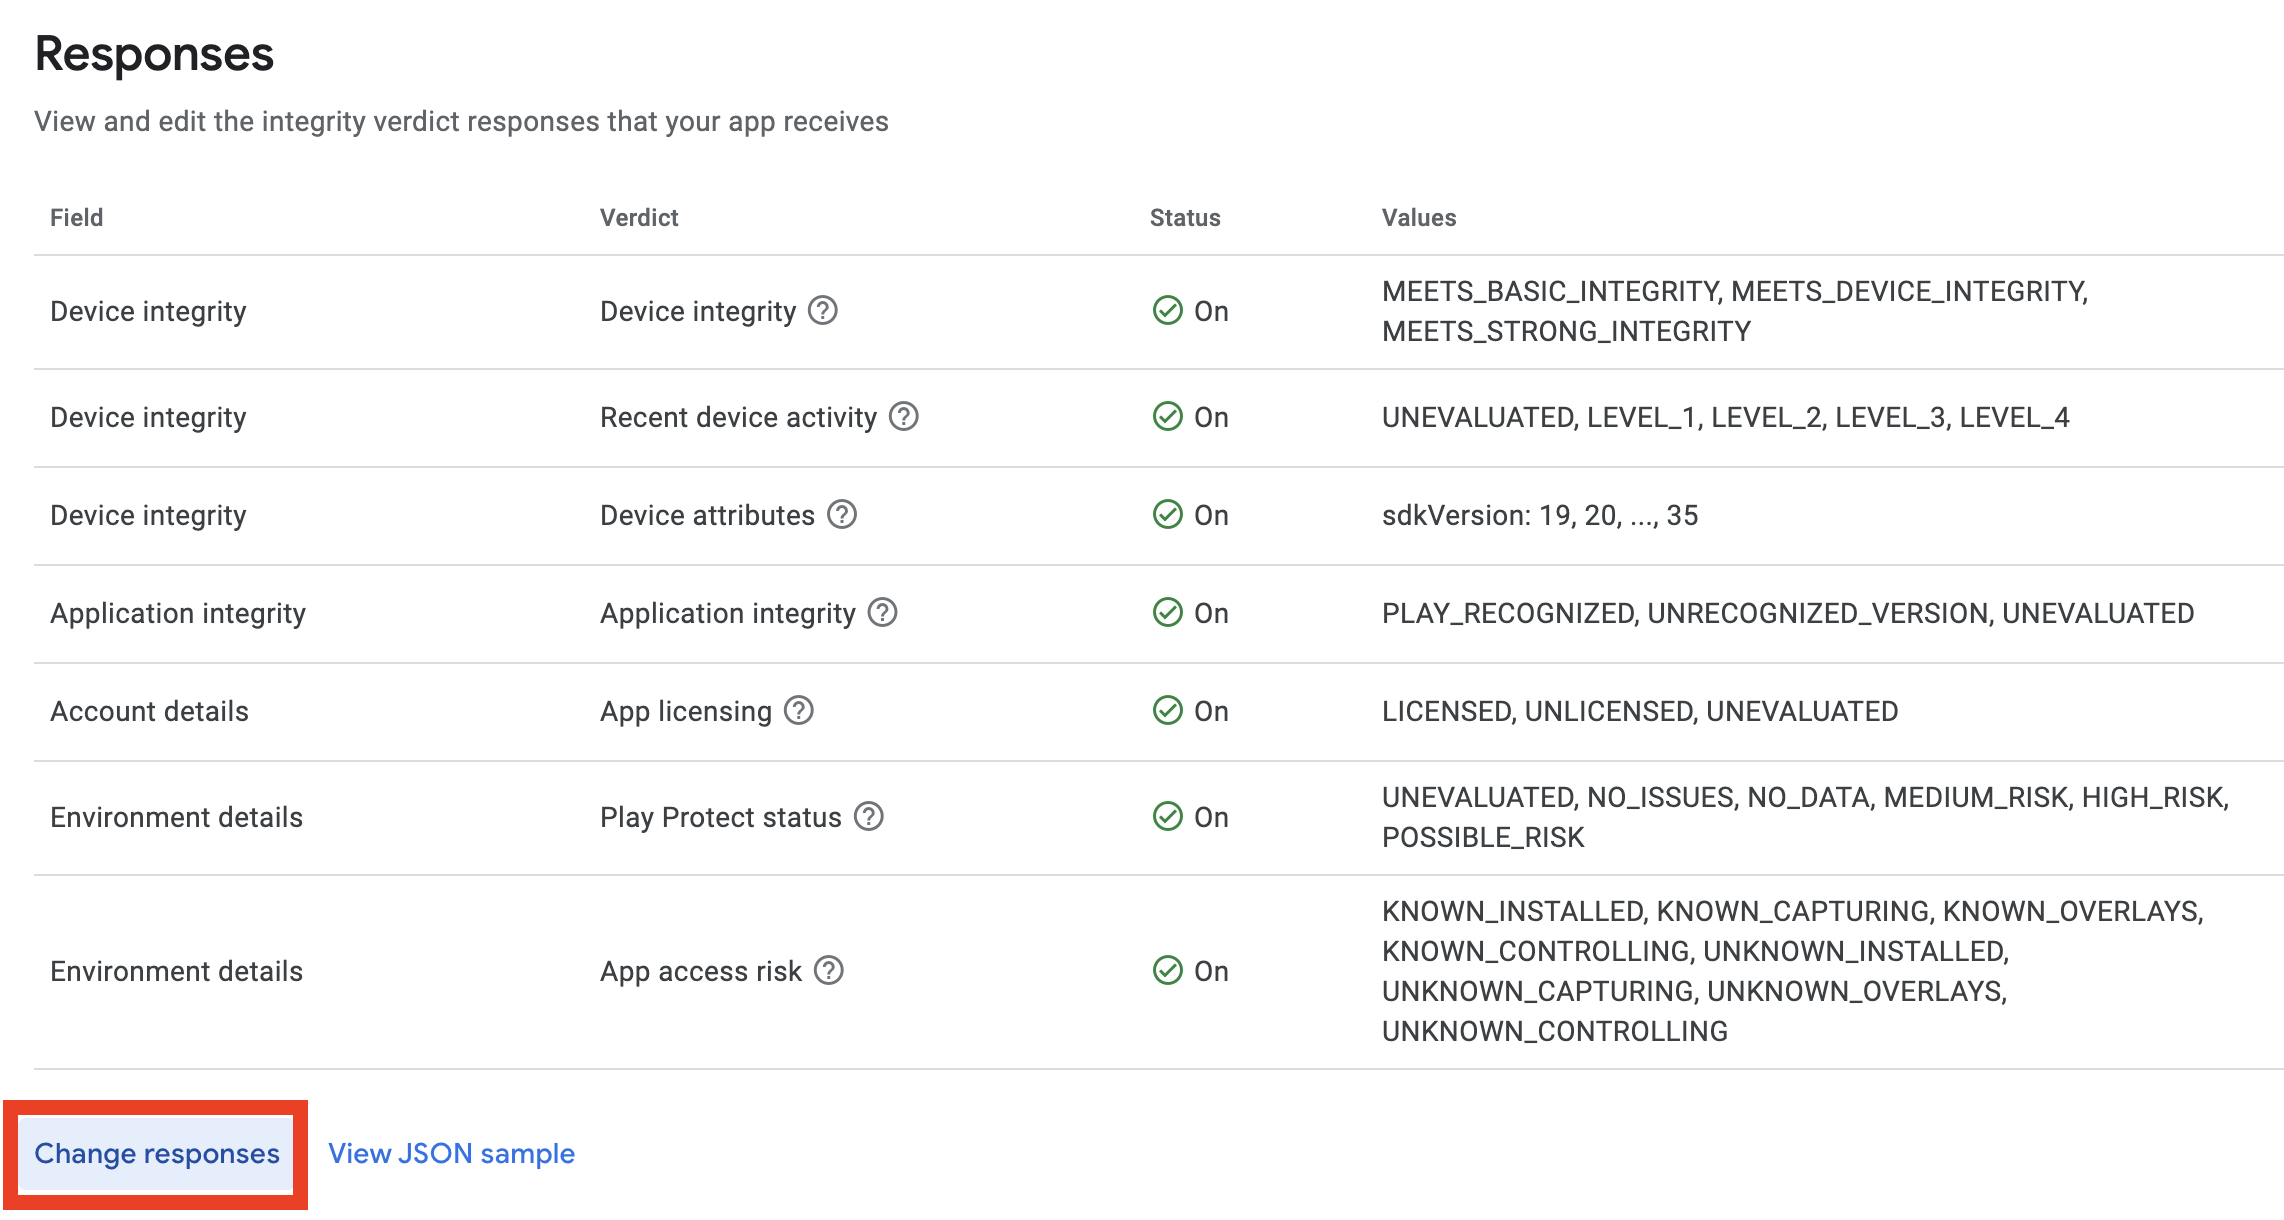 Responses
View and edit the integrity verdict responses that your app receives
Field Verdict Status Values
Device integrity Device integrity On MEETS_BASIC_INTEGRITY, MEETS_DEVICE_INTEGRITY,
MEETS_STRONG_INTEGRITY
Device integrity Recent device activity On UNEVALUATED, LEVEL_1, LEVEL_2, LEVEL_3, LEVEL_4
Device integrity Device attributes On sdkVersion: 19, 20, ..., 35
Application integrity Application integrity On PLAY_RECOGNIZED, UNRECOGNIZED_VERSION, UNEVALUATED
Account details App licensing On LICENSED, UNLICENSED, UNEVALUATED
Environment details Play Protect status On UNEVALUATED, NO_ISSUES, NO_DATA, MEDIUM_RISK, HIGH_RISK,
POSSIBLE_RISK
Environment details App access risk On KNOWN_INSTALLED, KNOWN_CAPTURING, KNOWN_OVERLAYS,
KNOWN_CONTROLLING, UNKNOWN_INSTALLED,
UNKNOWN_CAPTURING, UNKNOWN_OVERLAYS,
UNKNOWN_CONTROLLING
Change responses View JSON sample